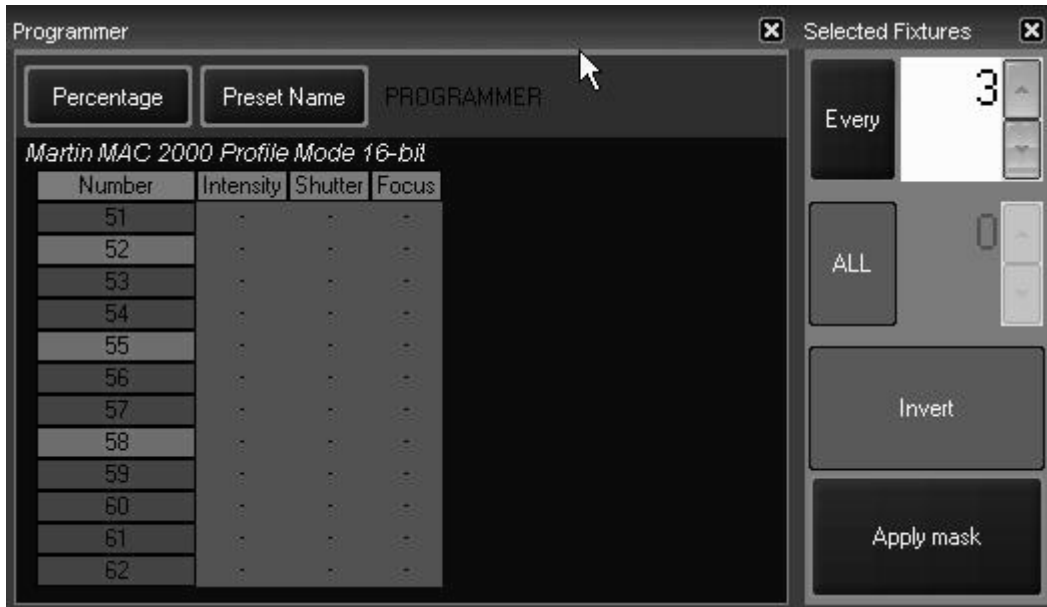 Programmer
Percentage Preset Name PROGRAMMER
Martin MAC 2000 Profile Mode 16-bit
Number Intensity Shutter Focus
51 - - -
52 - - -
53 - - -
54 - - -
55 - - -
56 - - -
57 - - -
58 - - -
59 - - -
60 - - -
61 - - -
62 - - -
Selected Fixtures
Every 3
ALL 0
Invert
Apply mask